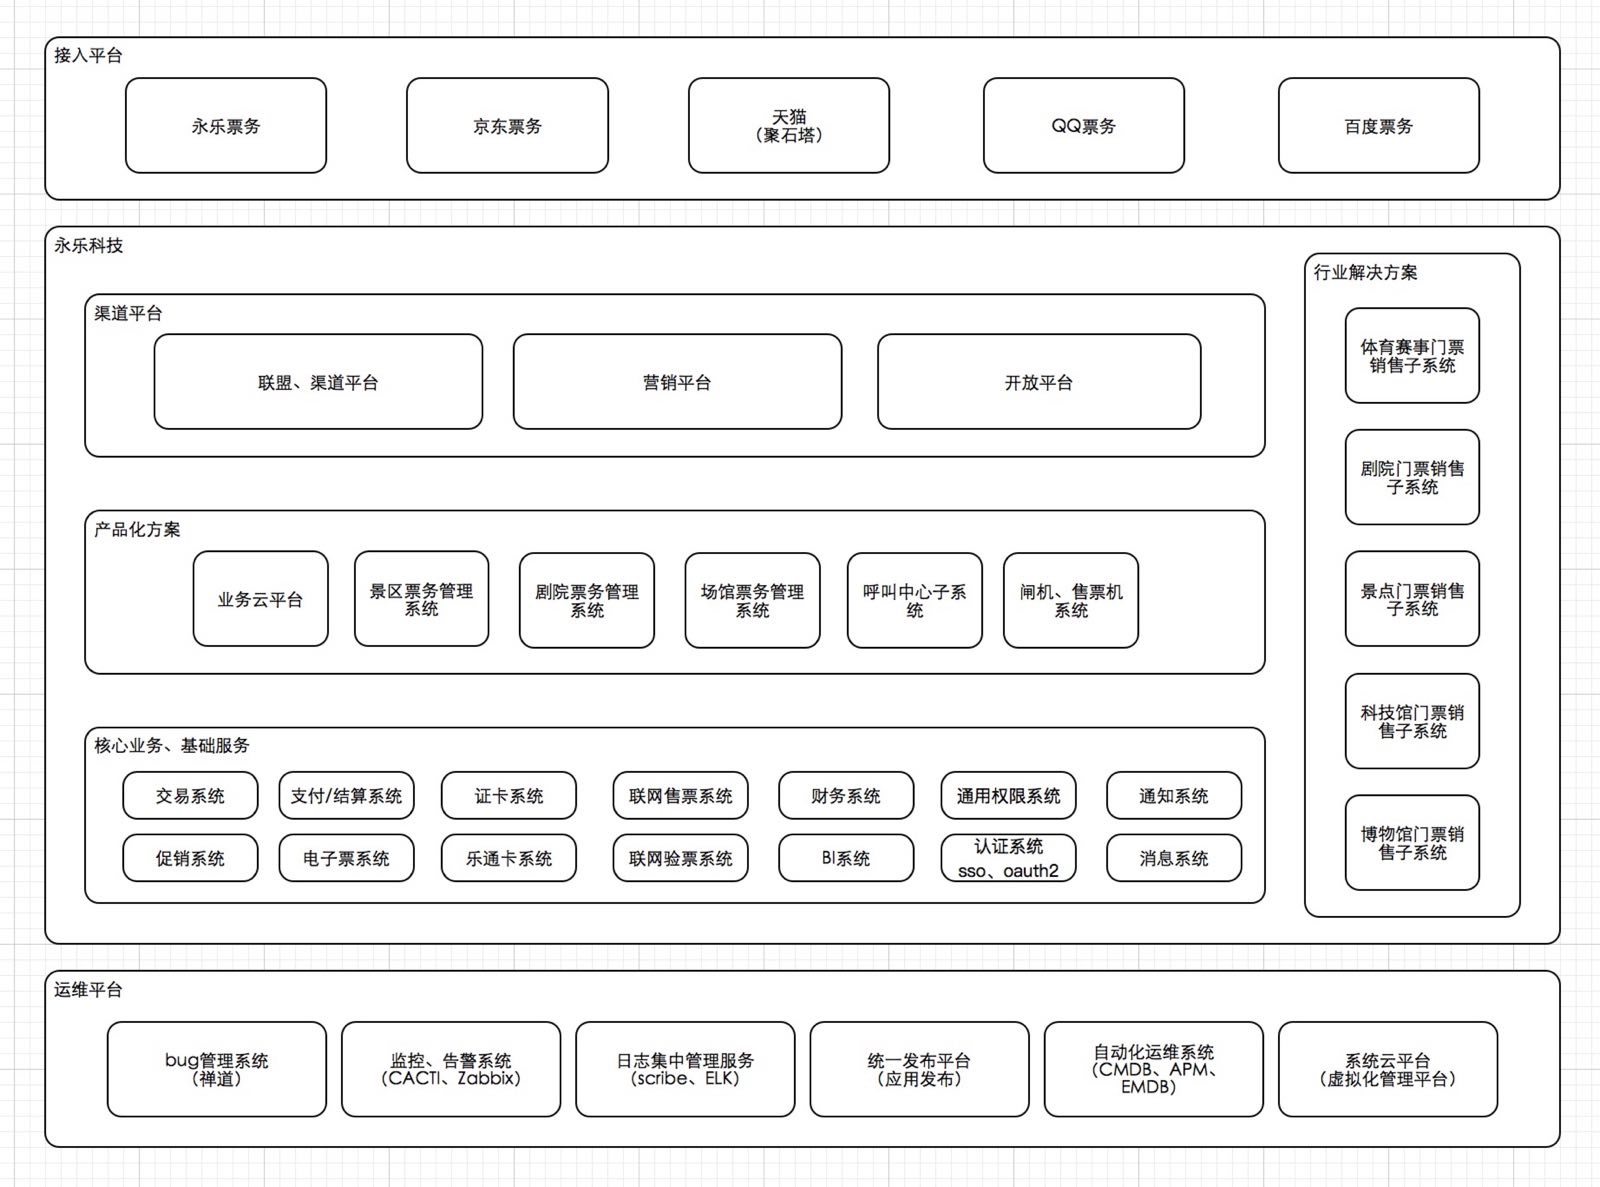 接入平台
永乐票务
京东票务
天猫
（聚石塔）
QQ票务
百度票务
永乐科技
渠道平台
联盟、渠道平台
营销平台
开放平台
产品化方案
业务云平台
景区票务管理
系统
剧院票务管理
系统
场馆票务管理
系统
呼叫中心子系
统
闸机、售票机
系统
核心业务、基础服务
交易系统
支付/结算系统
证卡系统
联网售票系统
财务系统
通用权限系统
通知系统
促销系统
电子票系统
乐通卡系统
联网验票系统
BI系统
认证系统
sso、oauth2
消息系统
行业解决方案
体育赛事门票
销售子系统
剧院门票销售
子系统
景点门票销售
子系统
科技馆门票销
售子系统
博物馆门票销
售子系统
运维平台
bug管理系统
（禅道）
监控、告警系统
（CACTI、Zabbix）
日志集中管理服务
（scribe、ELK）
统一发布平台
（应用发布）
自动化运维系统
（CMDB、APM、
EMDB）
系统云平台
（虚拟化管理平台）